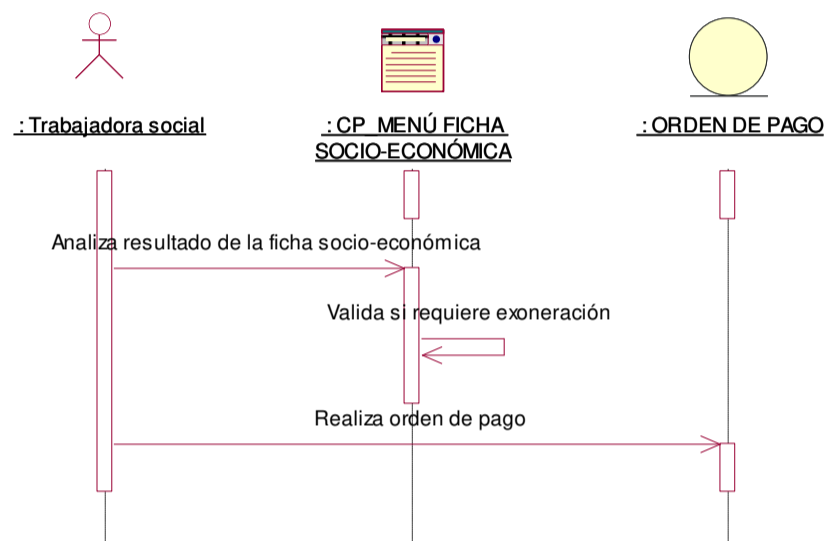 : Trabajadora social
: CP_MENÚ FICHA
SOCIO-ECONÓMICA
: ORDEN DE PAGO
Analiza resultado de la ficha socio-económica
Valida si requiere exoneración
Realiza orden de pago